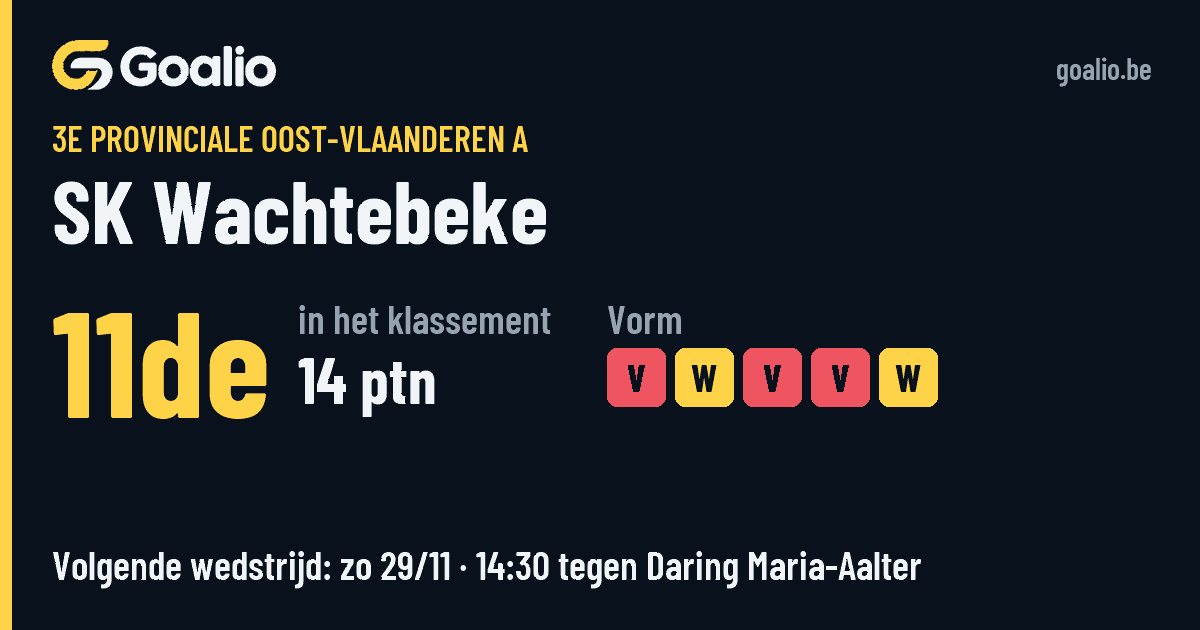 Goalio
goalio.be
3E PROVINCIALE OOST-VLAANDEREN A
SK Wachtebeke
11de
in het klassement
14 ptn
Vorm
V W V V W
Volgende wedstrijd: zo 29/11 · 14:30 tegen Daring Maria-Aalter